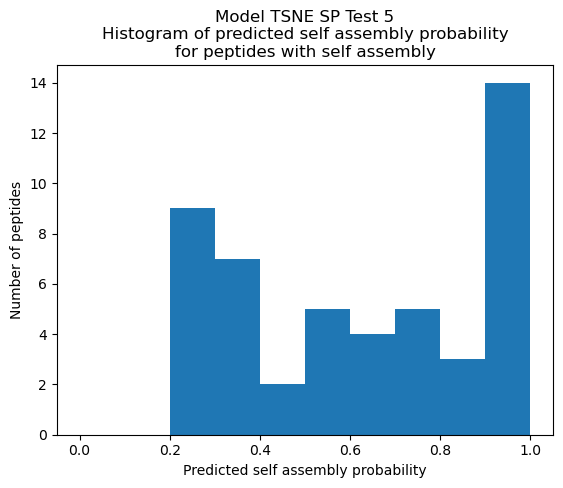 Model TSNE SP Test 5
Histogram of predicted self assembly probability
for peptides with self assembly
14
12
10
8
6
4
2
0
Number of peptides
0.0
0.2
0.4
0.6
0.8
1.0
Predicted self assembly probability